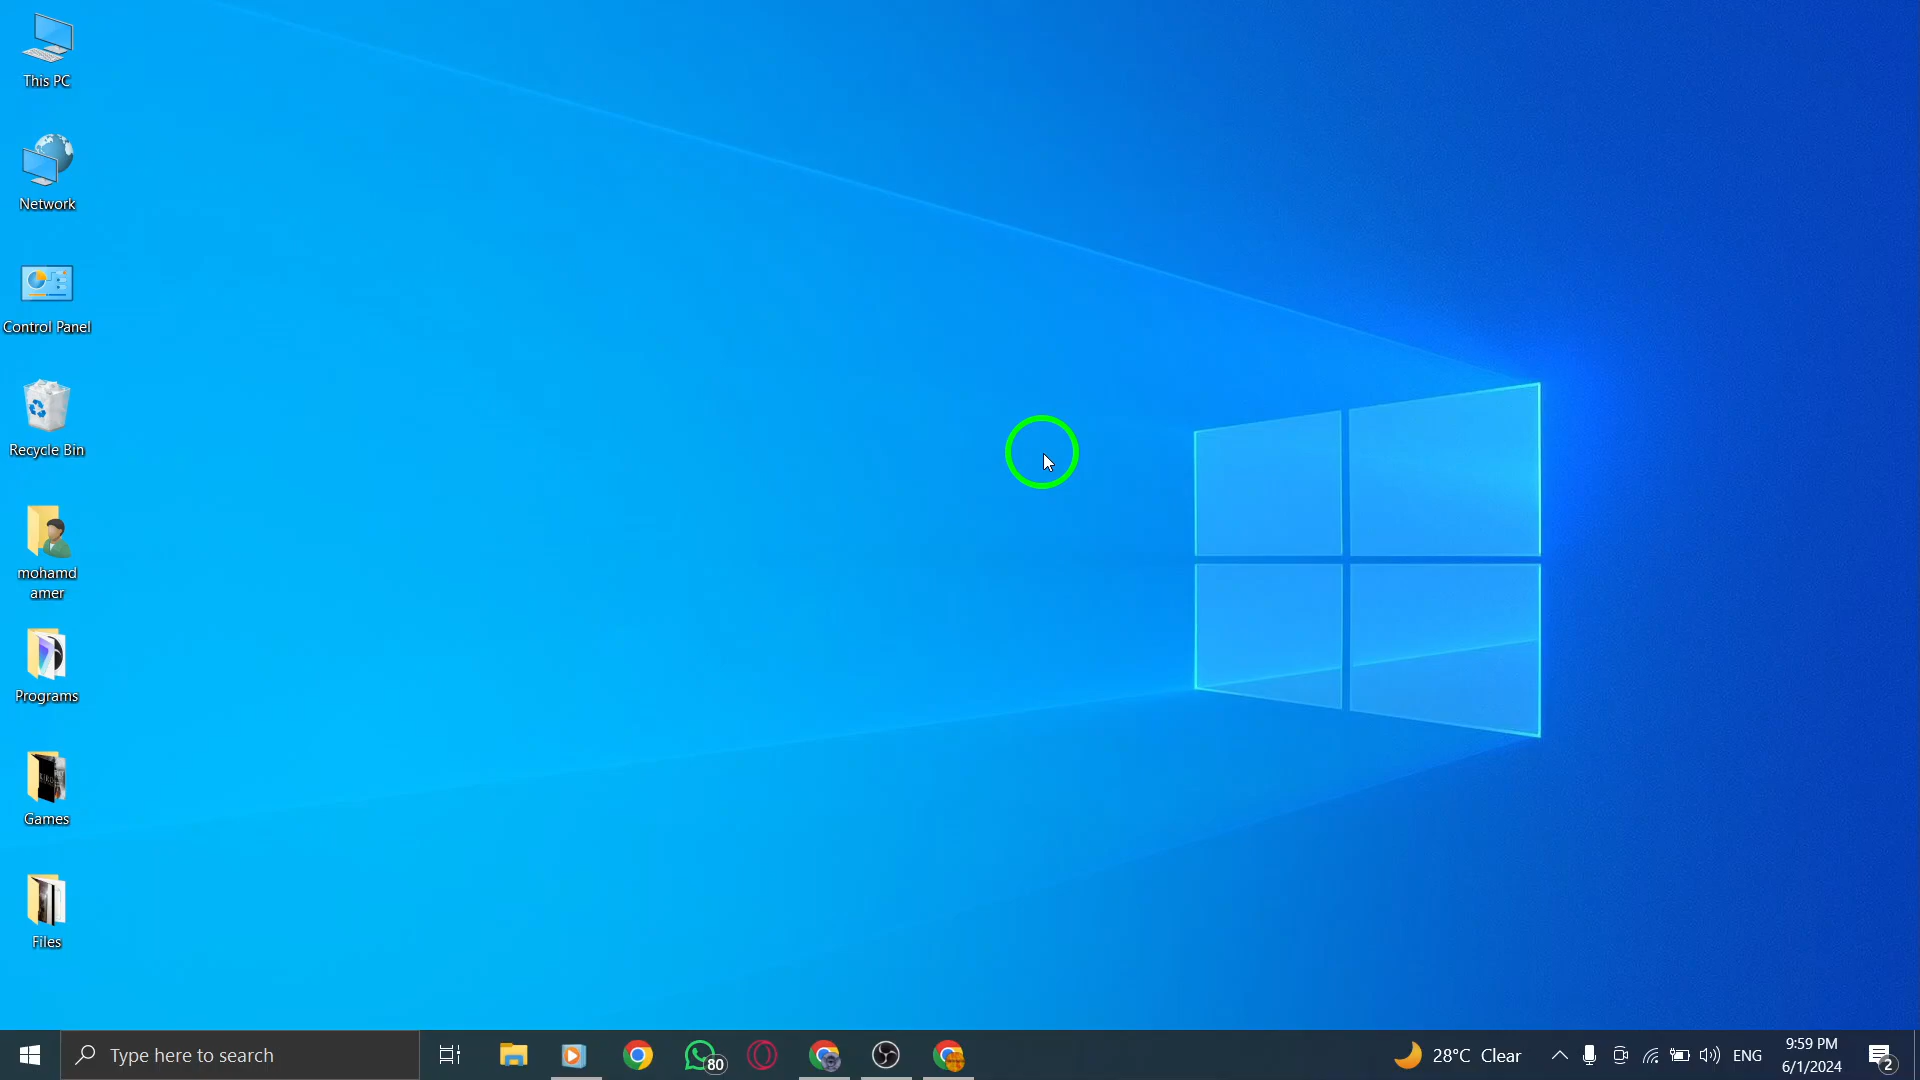 This PC
Network
Control Panel
Recycle Bin
mohamd
amer
Programs
Games
Files
Type here to search
80
28°C Clear
ENG
9:59 PM
6/1/2024
2